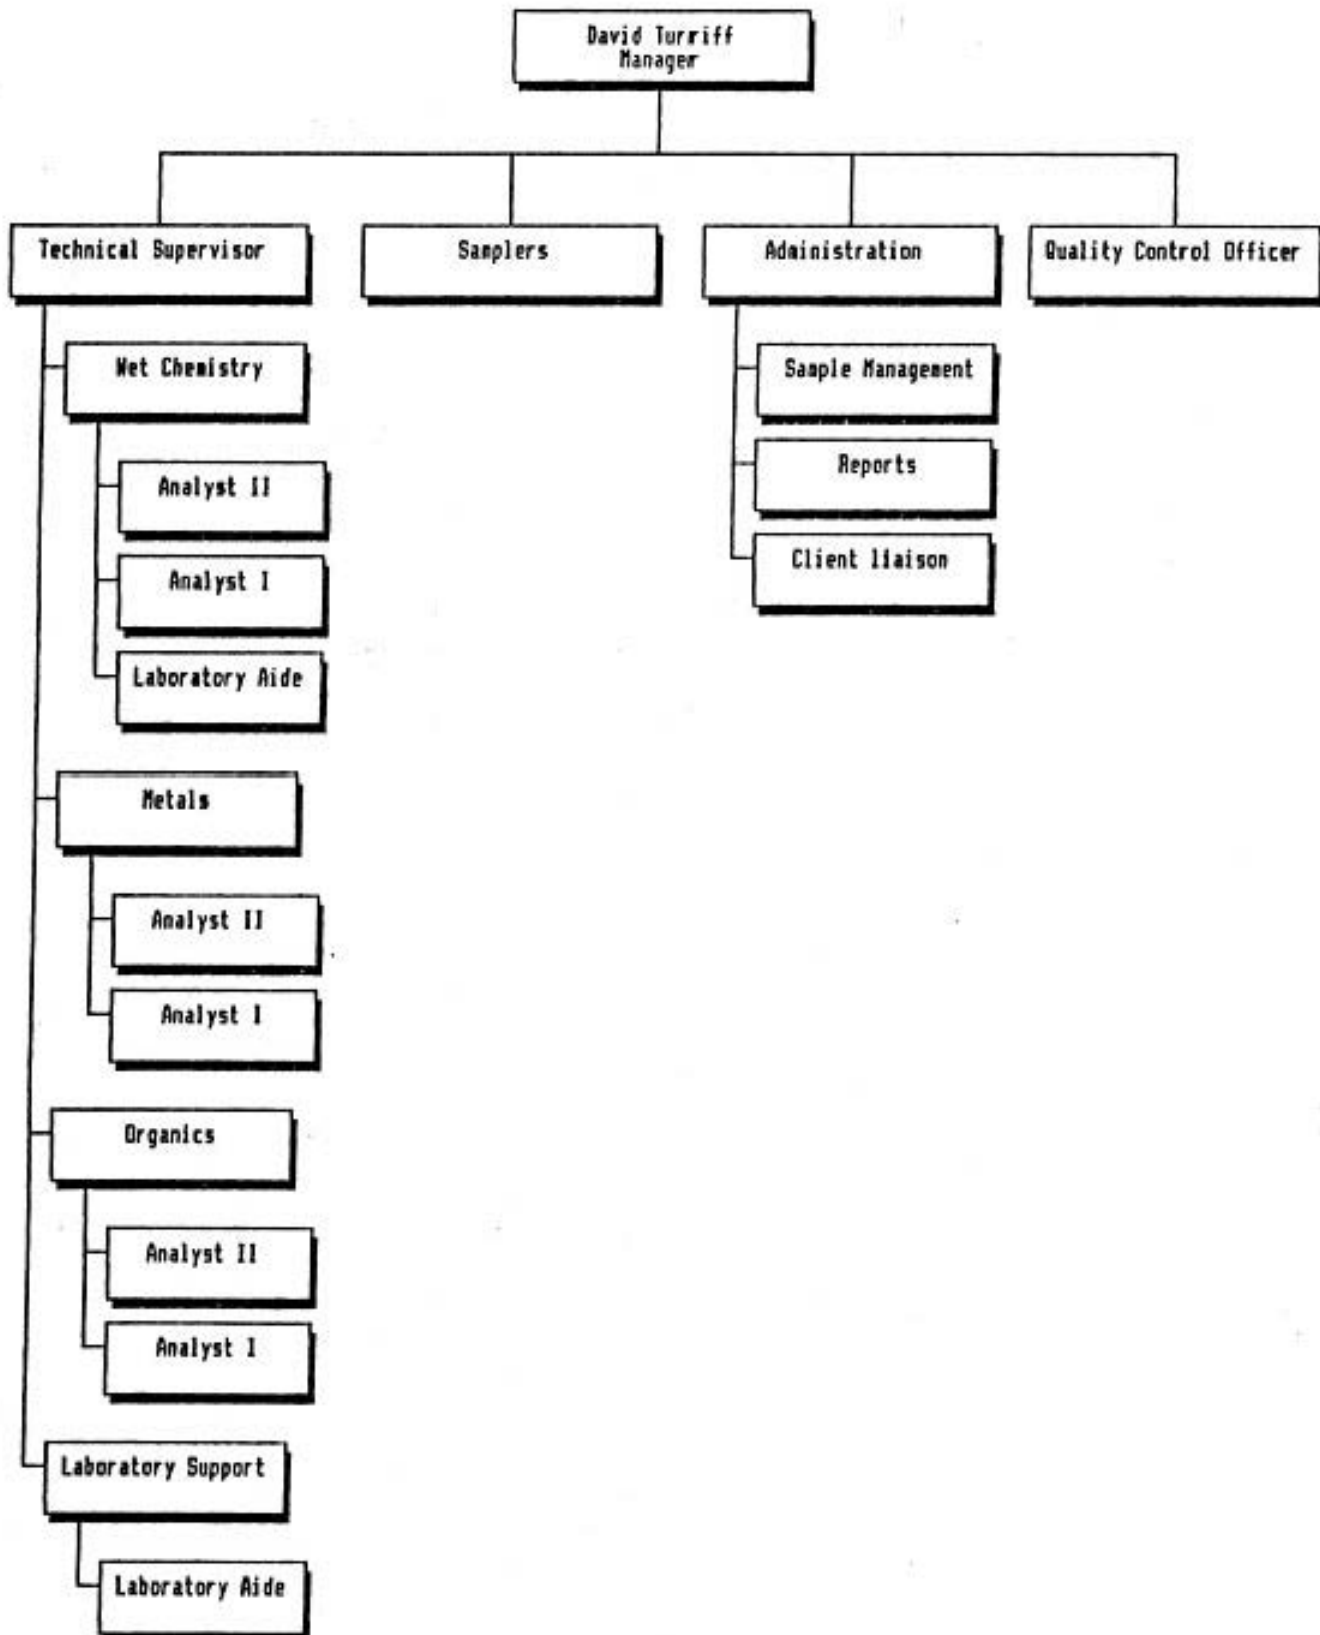 David Turriff
Manager
Technical Supervisor
Samplers
Administration
Quality Control Officer
Wet Chemistry
Analyst II
Analyst I
Laboratory Aide
Metals
Analyst II
Analyst I
Organics
Analyst II
Analyst I
Laboratory Support
Laboratory Aide
Sample Management
Reports
Client liaison